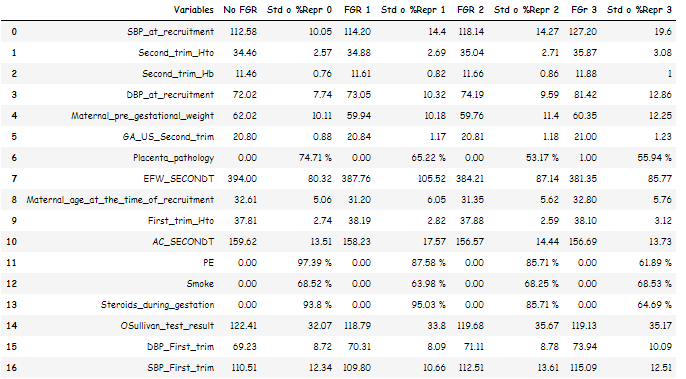 Variables No FGR Std o %Repr 0 FGR 1 Std o %Repr 1 FGR 2 Std o %Repr 2 FGr 3 Std o %Repr 3
0 SBP_at_recruitment 112.58 10.05 114.20 14.4 118.14 14.27 127.20 19.6
1 Second_trim_Hto 34.46 2.57 34.88 2.69 35.04 2.71 35.87 3.08
2 Second_trim_Hb 11.46 0.76 11.61 0.82 11.66 0.86 11.88 1
3 DBP_at_recruitment 72.02 7.74 73.05 10.32 74.19 9.59 81.42 12.86
4 Maternal_pre_gestational_weight 62.02 10.11 59.94 10.18 59.76 11.4 60.35 12.25
5 GA_US_Second_trim 20.80 0.88 20.84 1.17 20.81 1.18 21.00 1.23
6 Placenta_pathology 0.00 74.71 % 0.00 65.22 % 0.00 53.17 % 1.00 55.94 %
7 EFW_SECONDT 394.00 80.32 387.76 105.52 384.21 87.14 381.35 85.77
8 Maternal_age_at_the_time_of_recruitment 32.61 5.06 31.20 6.05 31.35 5.62 32.80 5.76
9 First_trim_Hto 37.81 2.74 38.19 2.82 37.88 2.59 38.10 3.12
10 AC_SECONDT 159.62 13.51 158.23 17.57 156.57 14.44 156.69 13.73
11 PE 0.00 97.39 % 0.00 87.58 % 0.00 85.71 % 0.00 61.89 %
12 Smoke 0.00 68.52 % 0.00 63.98 % 0.00 68.25 % 0.00 68.53 %
13 Steroids_during_gestation 0.00 93.8 % 0.00 95.03 % 0.00 85.71 % 0.00 64.69 %
14 OSullivan_test_result 122.41 32.07 118.79 33.8 119.68 35.67 119.13 35.17
15 DBP_First_trim 69.23 8.72 70.31 8.09 71.11 8.78 73.94 10.09
16 SBP_First_trim 110.51 12.34 109.80 10.66 112.51 13.61 115.09 12.51